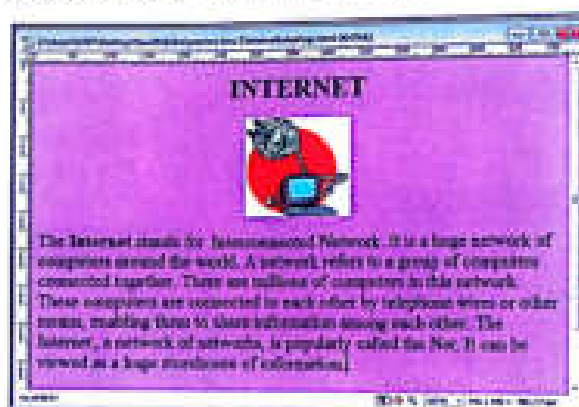 INTERNET
The Internet stands for Interconnected Network. It is a huge network of
computers around the world. A network refers to a group of computers
connected together. There are millions of computers in this network.
These computers are connected to each other by telephone wires or other
means, enabling them to share information among each other. The
Internet, a network of networks, is popularly called the Net. It can be
viewed as a huge storehouse of information.